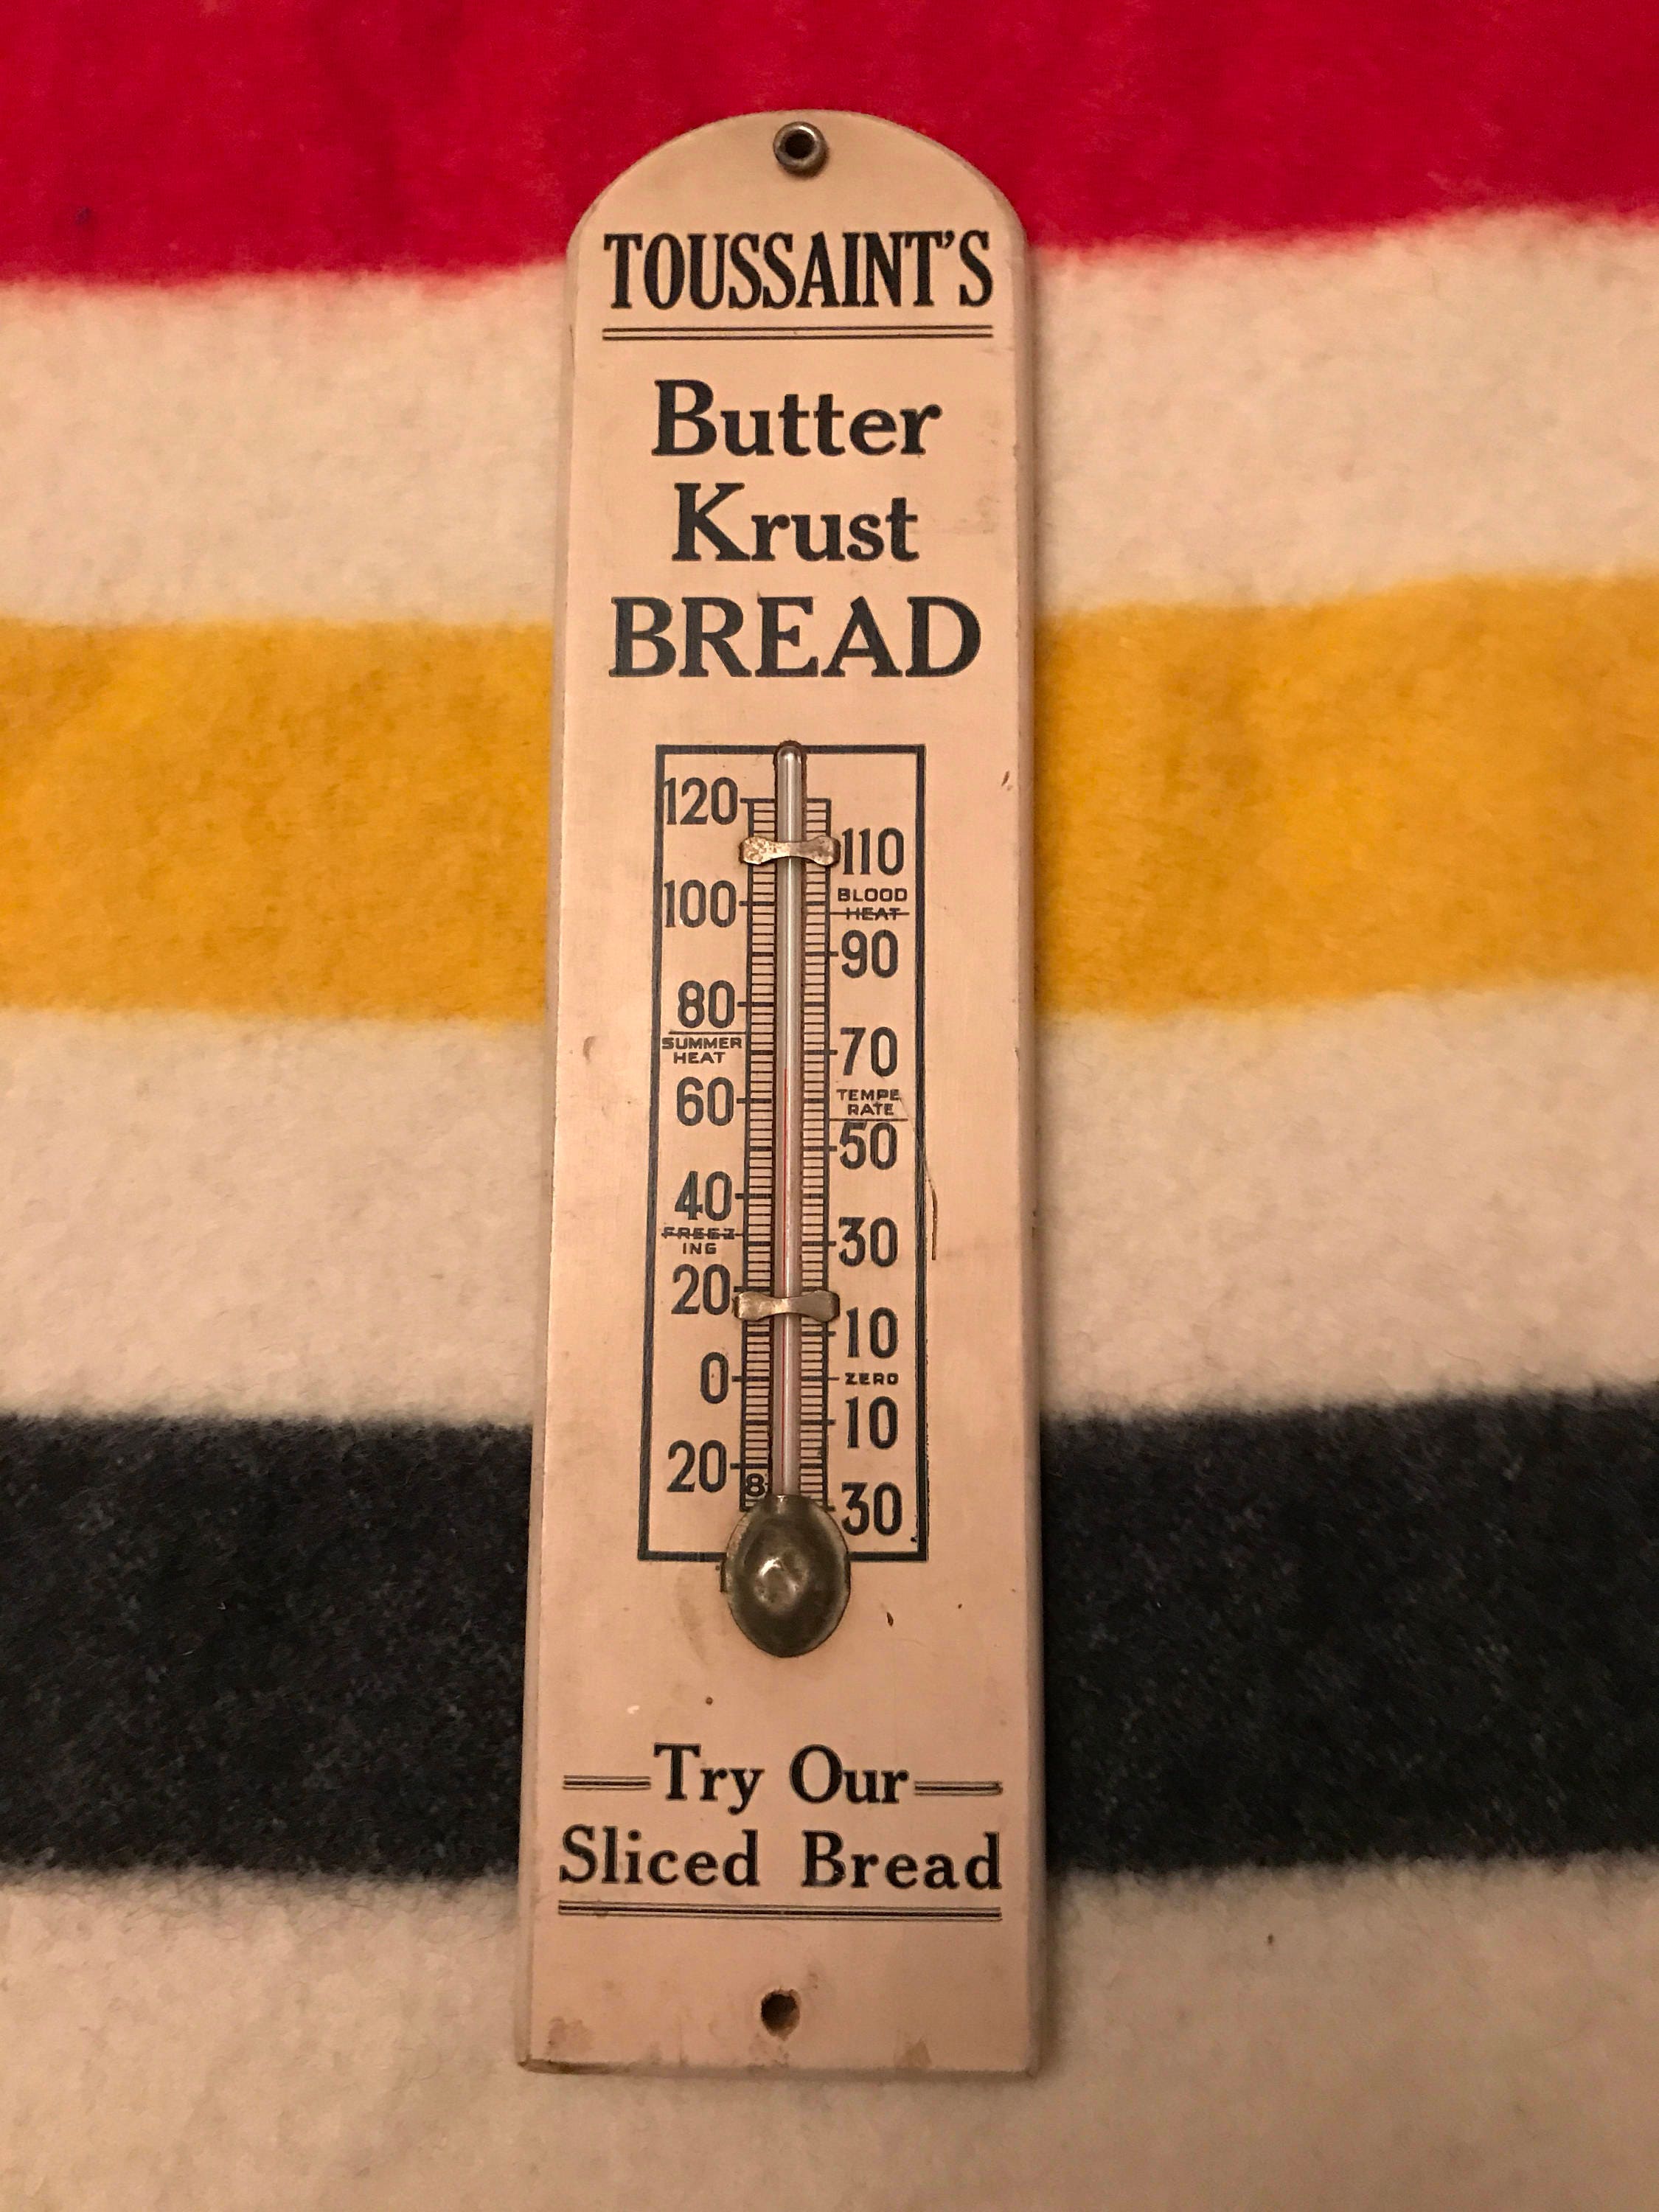 TOUSSAINT'S
Butter
Krust
BREAD
120
110
BLOOD
HEAT
100
90
80
SUMMER
HEAT
70
60
TEMPE
RATE
50
40
FREEZ
ING
30
20
10
0
ZERO
10
20
8
30
Try Our
Sliced Bread